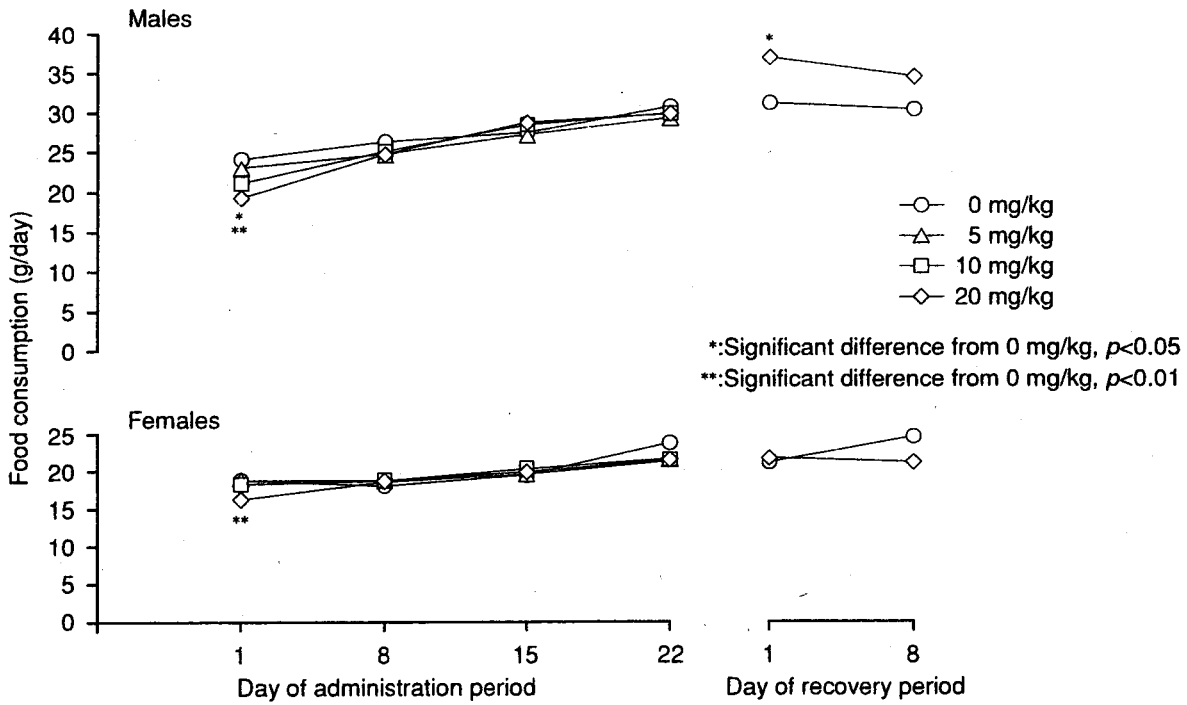 Males
40
35
30
25
20
15
10
5
0
*
**
*
0 mg/kg
5 mg/kg
10 mg/kg
20 mg/kg
*:Significant difference from 0 mg/kg, p<0.05
**:Significant difference from 0 mg/kg, p<0.01
Food consumption (g/day)
Females
25
20
15
10
5
0
**
1 8 15 22
1 8
Day of administration period
Day of recovery period